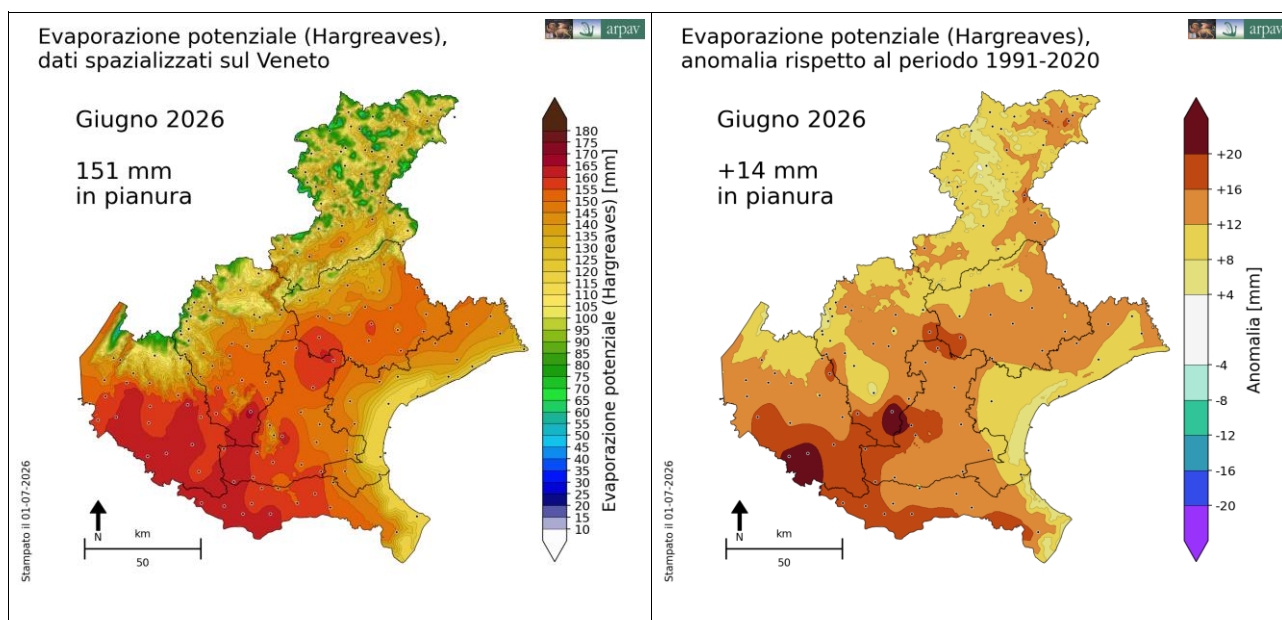 Evaporazione potenziale (Hargreaves),
dati spazializzati sul Veneto
arpav
Giugno 2026
151 mm
in pianura
180
175
170
165
160
155
150
145
140
135
130
125
120
115
110
105
100
95
90
85
80
75
70
65
60
55
50
45
40
35
30
25
20
15
10
Evaporazione potenziale (Hargreaves) [mm]
Stampato il 01-07-2026
N
km
50
Evaporazione potenziale (Hargreaves),
anomalia rispetto al periodo 1991-2020
arpav
Giugno 2026
+14 mm
in pianura
+20
+16
+12
+8
+4
-4
-8
-12
-16
-20
Anomalia [mm]
Stampato il 01-07-2026
N
km
50